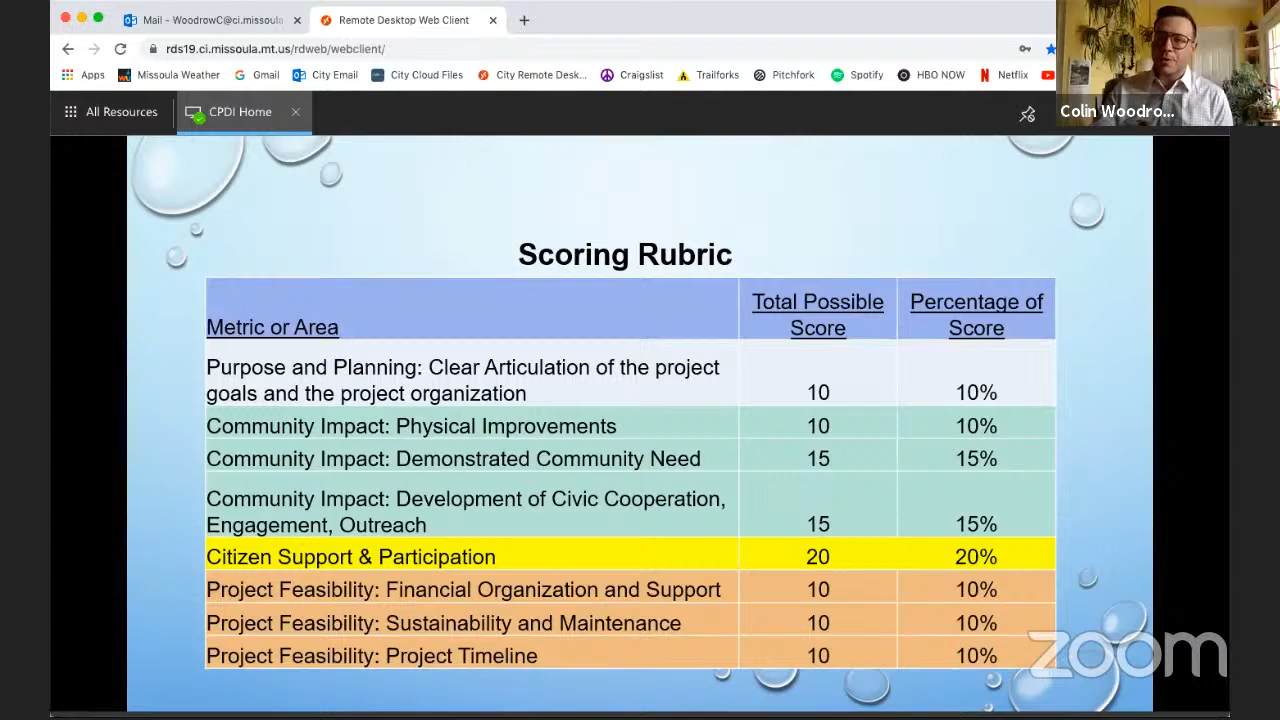 Mail - WoodrowC@ci.missoula
Remote Desktop Web Client
rds19.ci.missoula.mt.us/rdweb/webclient/
Apps Missoula Weather Gmail City Email City Cloud Files City Remote Desk... Craigslist Trailforks Pitchfork Spotify HBO NOW Netflix
All Resources CPDI Home
Colin Woodro...
Scoring Rubric
Metric or Area Total Possible Score Percentage of Score
Purpose and Planning: Clear Articulation of the project
goals and the project organization 10 10%
Community Impact: Physical Improvements 10 10%
Community Impact: Demonstrated Community Need 15 15%
Community Impact: Development of Civic Cooperation,
Engagement, Outreach 15 15%
Citizen Support & Participation 20 20%
Project Feasibility: Financial Organization and Support 10 10%
Project Feasibility: Sustainability and Maintenance 10 10%
Project Feasibility: Project Timeline 10 10%
zoom